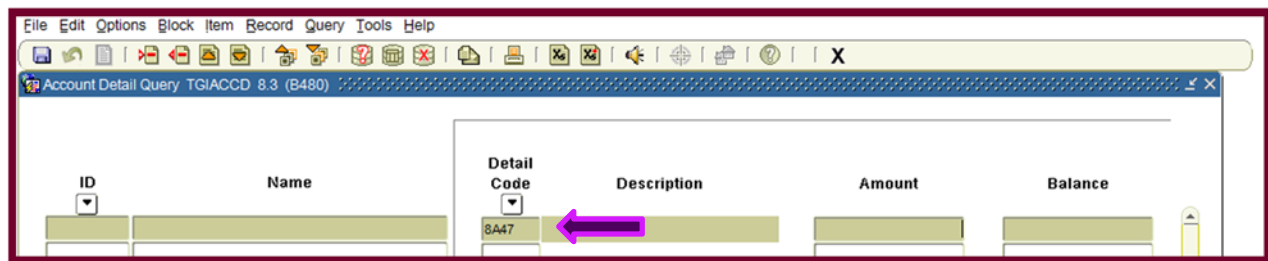 File Edit Options Block Item Record Query Tools Help
X
Account Detail Query TGIACCD 8.3 (B480)
ID Name Detail Code Description Amount Balance
8A47